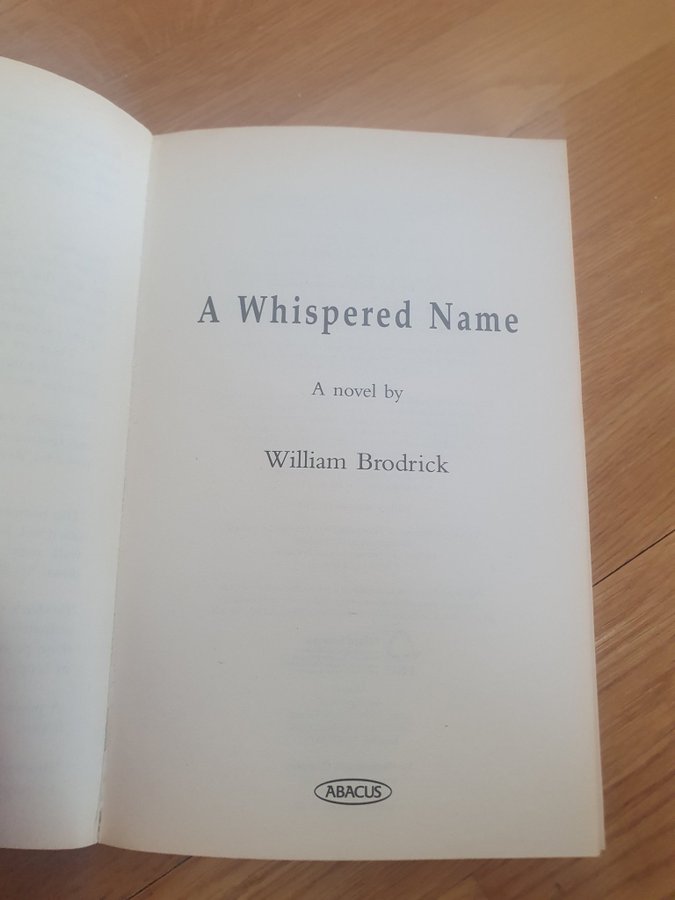 A Whispered Name
A novel by
William Brodrick
ABACUS